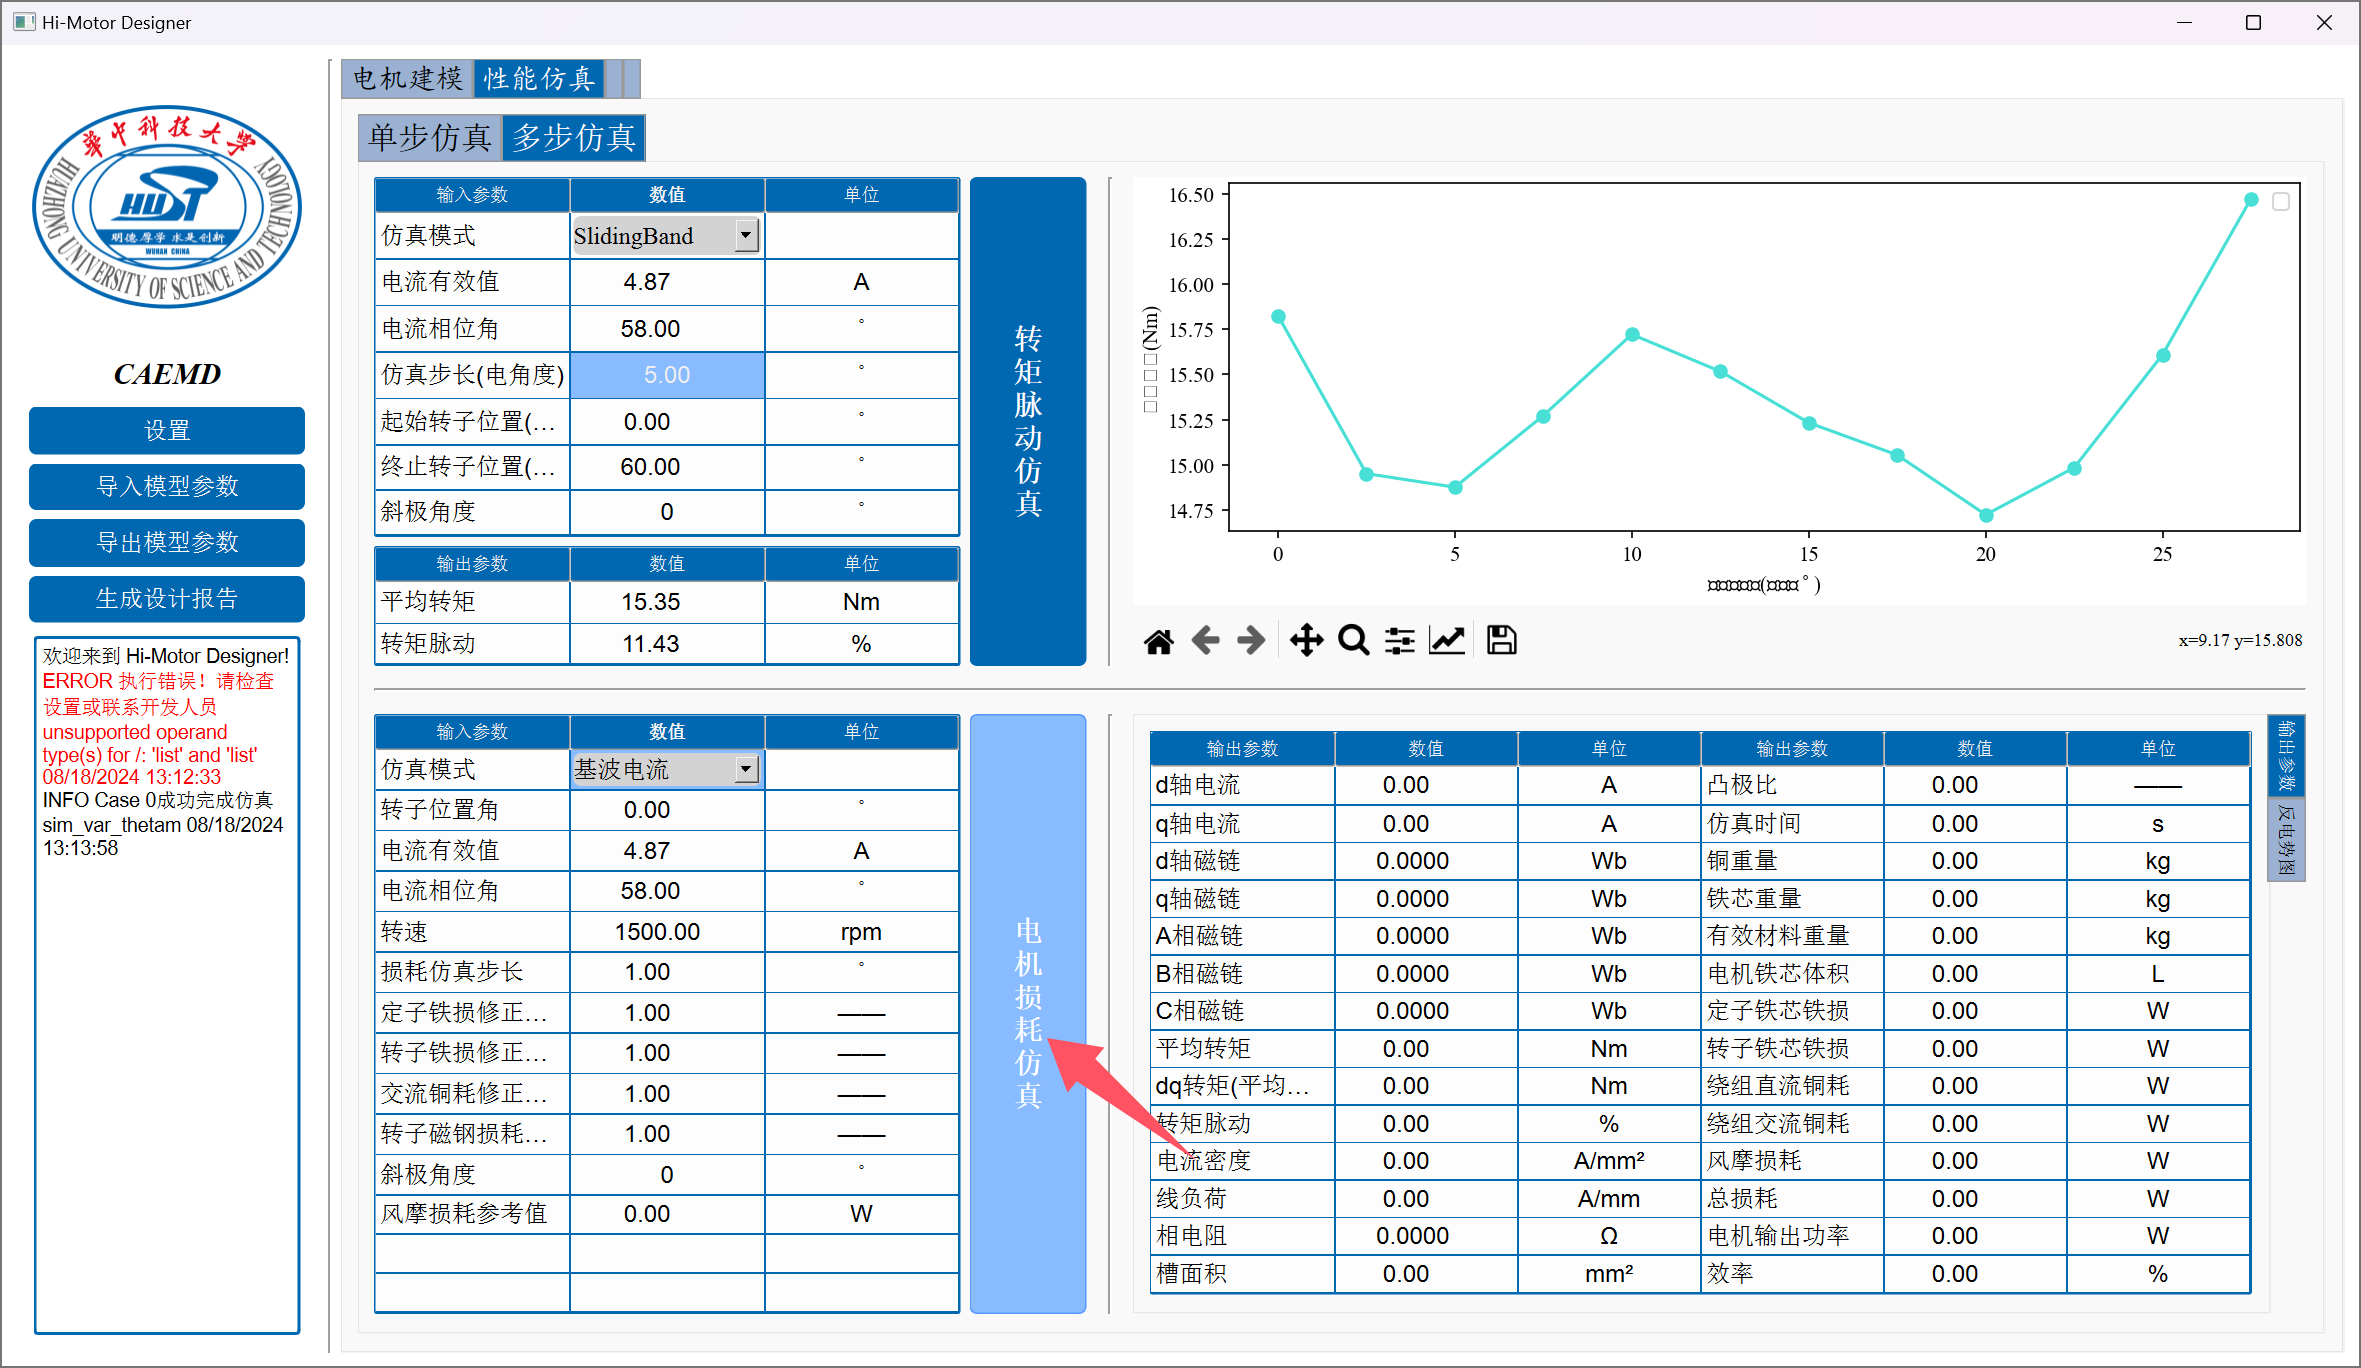 Hi-Motor Designer
電机建模 性能仿真
单步仿真 多步仿真
華中科技大学
HUAZHONG UNIVERSITY OF SCIENCE AND TECHNOLOGY
HUST
明德厚学 求是创新
WUHAN CHINA
CAEMD
设置
导入模型参数
导出模型参数
生成设计报告
欢迎来到 Hi-Motor Designer!
ERROR 执行错误！请检查
设置或联系开发人员
unsupported operand
type(s) for /: 'list' and 'list'
08/18/2024 13:12:33
INFO Case 0成功完成仿真
sim_var_thetam 08/18/2024
13:13:58
输入参数 数值 单位
仿真模式 SlidingBand
电流有效值 4.87 A
电流相位角 58.00 °
仿真步长(电角度) 5.00 °
起始转子位置(... 0.00 °
终止转子位置(... 60.00 °
斜极角度 0 °
输出参数 数值 单位
平均转矩 15.35 Nm
转矩脉动 11.43 %
转矩脉动仿真
16.50
16.25
16.00
15.75
15.50
15.25
15.00
14.75
□□□□(Nm)
0 5 10 15 20 25
□□□□□(□□□°)
x=9.17 y=15.808
输入参数 数值 单位
仿真模式 基波电流
转子位置角 0.00 °
电流有效值 4.87 A
电流相位角 58.00 °
转速 1500.00 rpm
损耗仿真步长 1.00 °
定子铁损修正... 1.00 ——
转子铁损修正... 1.00 ——
交流铜耗修正... 1.00 ——
转子磁钢损耗... 1.00 ——
斜极角度 0 °
风摩损耗参考值 0.00 W
电机损耗仿真
输出参数 数值 单位 输出参数 数值 单位
d轴电流 0.00 A 凸极比 0.00 ——
q轴电流 0.00 A 仿真时间 0.00 s
d轴磁链 0.0000 Wb 铜重量 0.00 kg
q轴磁链 0.0000 Wb 铁芯重量 0.00 kg
A相磁链 0.0000 Wb 有效材料重量 0.00 kg
B相磁链 0.0000 Wb 电机铁芯体积 0.00 L
C相磁链 0.0000 Wb 定子铁芯铁损 0.00 W
平均转矩 0.00 Nm 转子铁芯铁损 0.00 W
dq转矩(平均... 0.00 Nm 绕组直流铜耗 0.00 W
转矩脉动 0.00 % 绕组交流铜耗 0.00 W
电流密度 0.00 A/mm² 风摩损耗 0.00 W
线负荷 0.00 A/mm 总损耗 0.00 W
相电阻 0.0000 Ω 电机输出功率 0.00 W
槽面积 0.00 mm² 效率 0.00 %
输出参数
反电势图